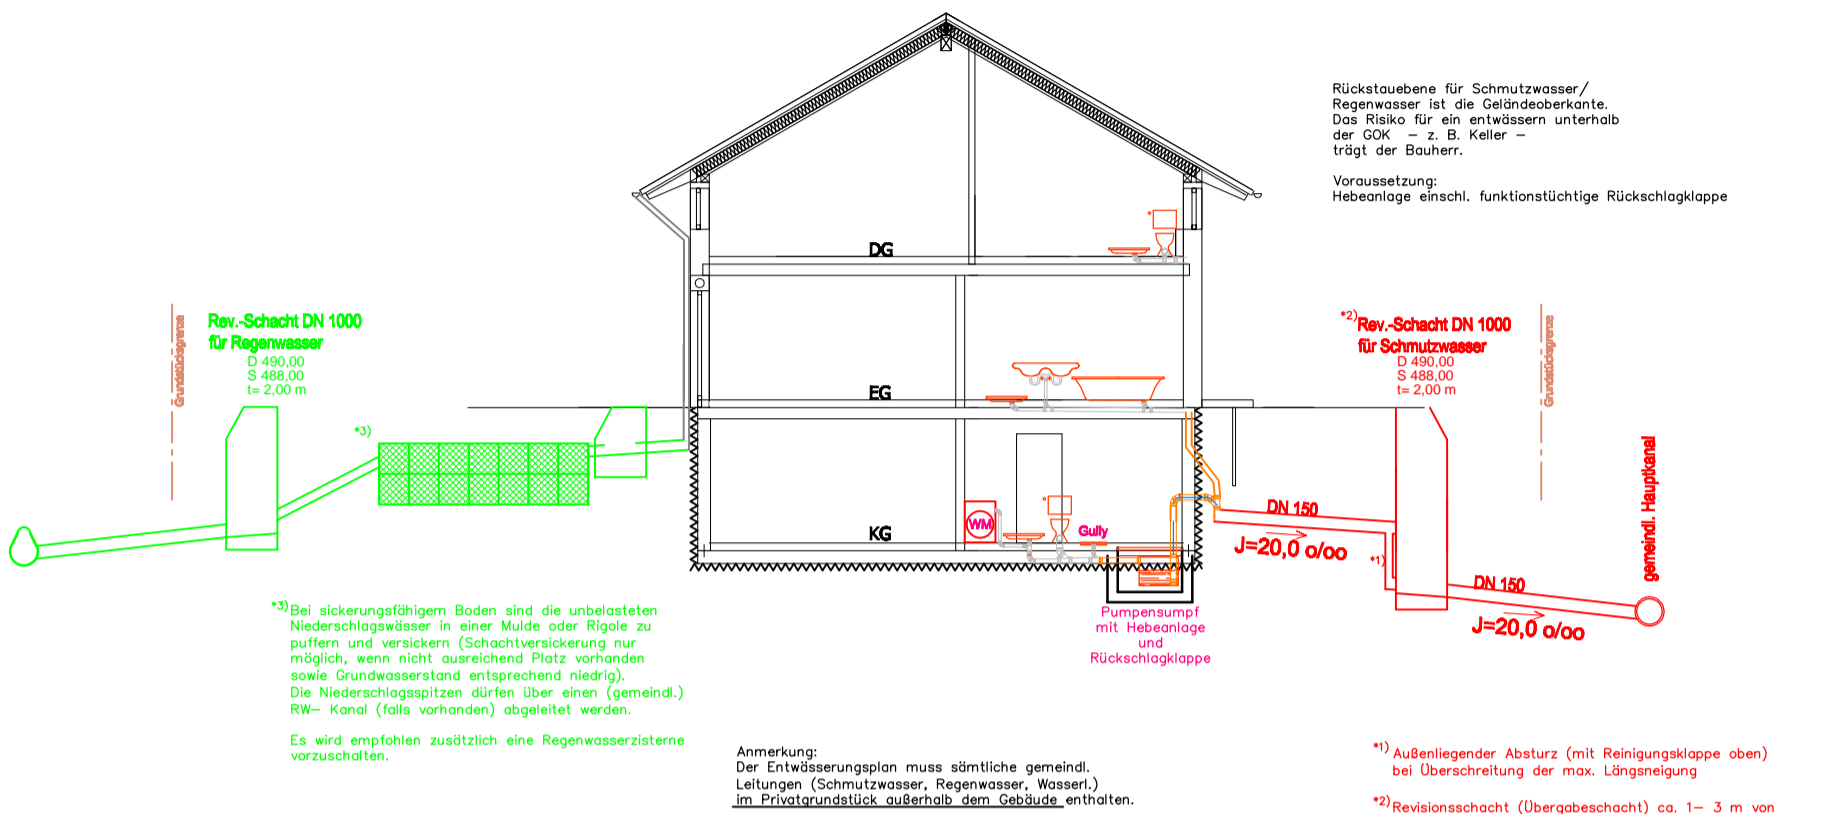 Rückstauebene für Schmutzwasser/
Regenwasser ist die Geländeoberkante.
Das Risiko für ein entwässern unterhalb
der GOK – z. B. Keller –
trägt der Bauherr.
Voraussetzung:
Hebeanlage einschl. funktionstüchtige Rückschlagklappe
DG
EG
KG
Grundstücksgrenze
Rev.-Schacht DN 1000
für Regenwasser
D 490,00
S 488,00
t= 2,00 m
*3)
*2) Rev.-Schacht DN 1000
für Schmutzwasser
D 490,00
S 488,00
t= 2,00 m
Grundstücksgrenze
gemeindl. Hauptkanal
WM
Gully
DN 150
J=20,0 o/oo
*1)
DN 150
J=20,0 o/oo
Pumpensumpf
mit Hebeanlage
und
Rückschlagklappe
*3) Bei sickerungsfähigem Boden sind die unbelasteten
Niederschlagswässer in einer Mulde oder Rigole zu
puffern und versickern (Schachtversickerung nur
möglich, wenn nicht ausreichend Platz vorhanden
sowie Grundwasserstand entsprechend niedrig).
Die Niederschlagsspitzen dürfen über einen (gemeindl.)
RW– Kanal (falls vorhanden) abgeleitet werden.
Es wird empfohlen zusätzlich eine Regenwasserzisterne
vorzuschalten.
Anmerkung:
Der Entwässerungsplan muss sämtliche gemeindl.
Leitungen (Schmutzwasser, Regenwasser, Wasserl.)
im Privatgrundstück außerhalb dem Gebäude enthalten.
*1) Außenliegender Absturz (mit Reinigungsklappe oben)
bei Überschreitung der max. Längsneigung
*2) Revisionsschacht (Übergabeschacht) ca. 1– 3 m von